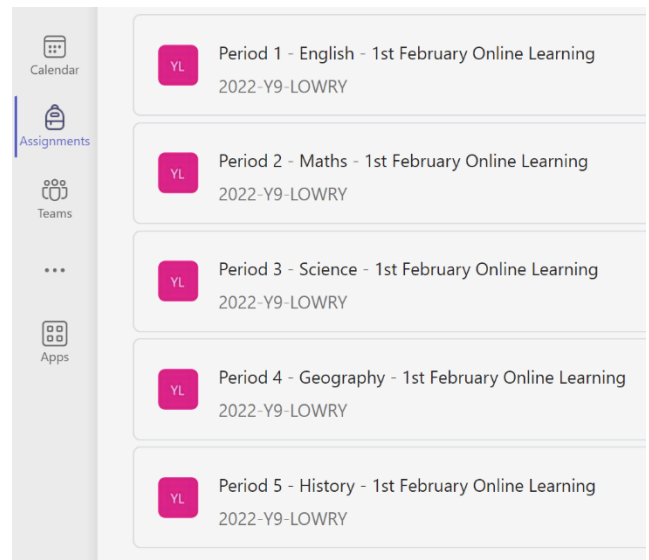 Calendar
Assignments
Teams
Apps
YL
Period 1 - English - 1st February Online Learning
2022-Y9-LOWRY
YL
Period 2 - Maths - 1st February Online Learning
2022-Y9-LOWRY
YL
Period 3 - Science - 1st February Online Learning
2022-Y9-LOWRY
YL
Period 4 - Geography - 1st February Online Learning
2022-Y9-LOWRY
YL
Period 5 - History - 1st February Online Learning
2022-Y9-LOWRY